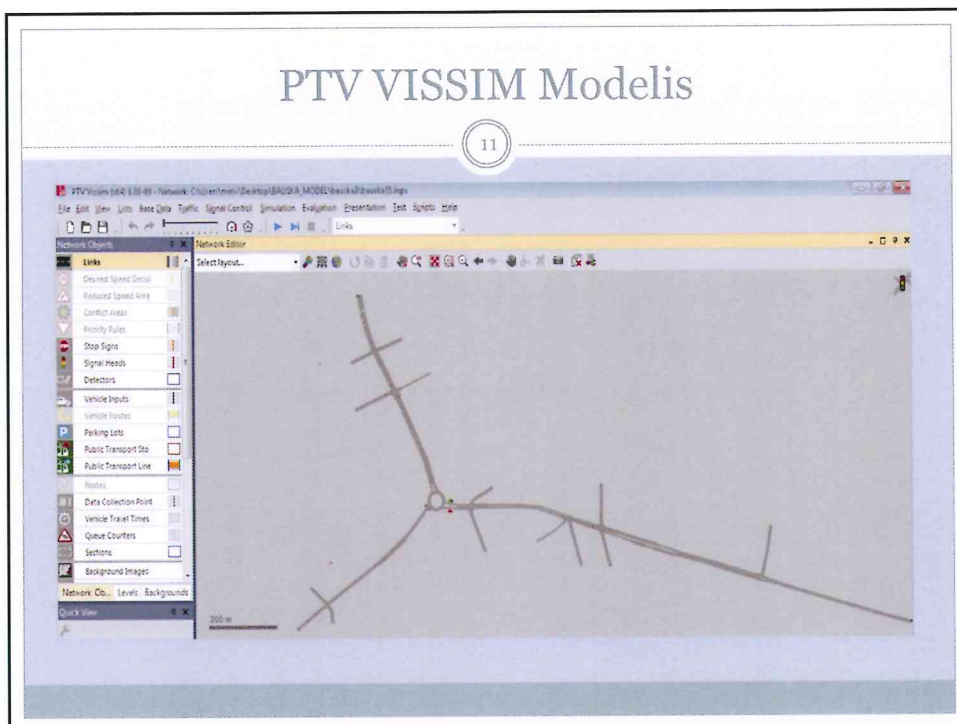 PTV VISSIM Modelis
11
File Edit View Lists Base Data Traffic Signal Control Simulation Evaluation Presentation Test Scripts Help
Links
Network Objects
Network Editor
Select layout...
Links
Desired Speed Decisi
Reduced Speed Area
Conflict Areas
Priority Rules
Stop Signs
Signal Heads
Detectors
Vehicle Inputs
Vehicle Routes
Parking Lots
Public Transport Sto
Public Transport Line
Nodes
Data Collection Point
Vehicle Travel Times
Queue Counters
Sections
Background Images
Network Ob... Levels Backgrounds
Quick View
200 m